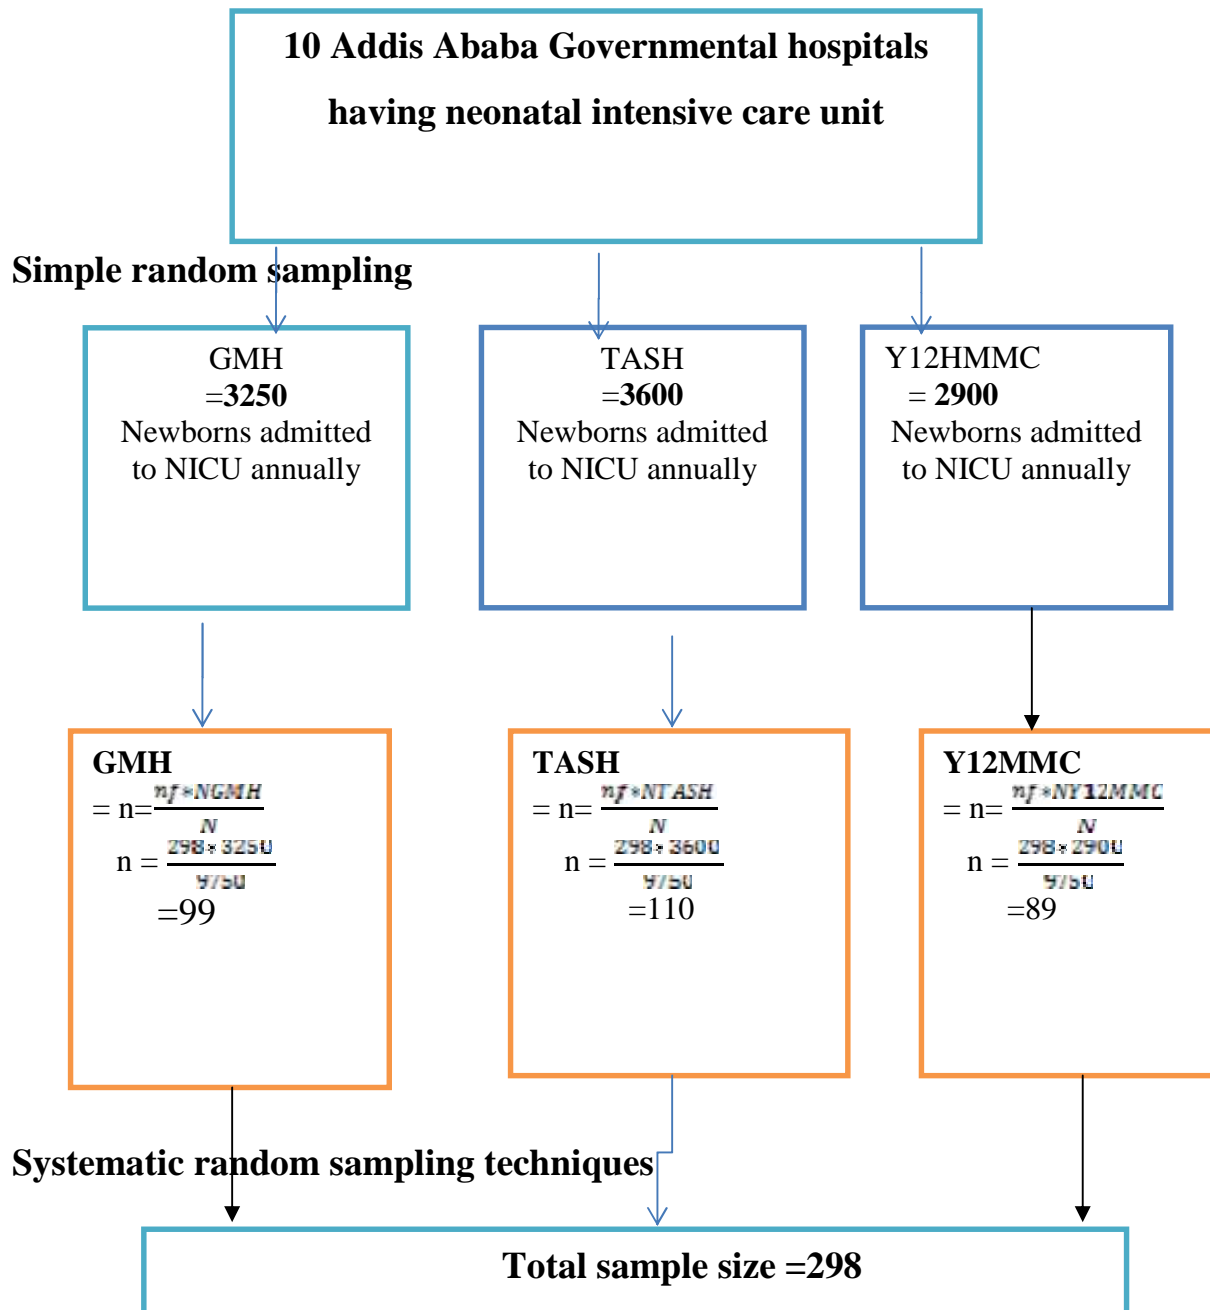 10 Addis Ababa Governmental hospitals
having neonatal intensive care unit
Simple random sampling
GMH
=3250
Newborns admitted
to NICU annually
TASH
=3600
Newborns admitted
to NICU annually
Y12HMMC
= 2900
Newborns admitted
to NICU annually
GMH
= n= nf*NGMH
N
n = 298*3250
9750
=99
TASH
= n= nf*NTASH
N
n = 298*3600
9750
=110
Y12MMC
= n= nf*NY12MMC
N
n = 298*2900
9750
=89
Systematic random sampling techniques
Total sample size =298